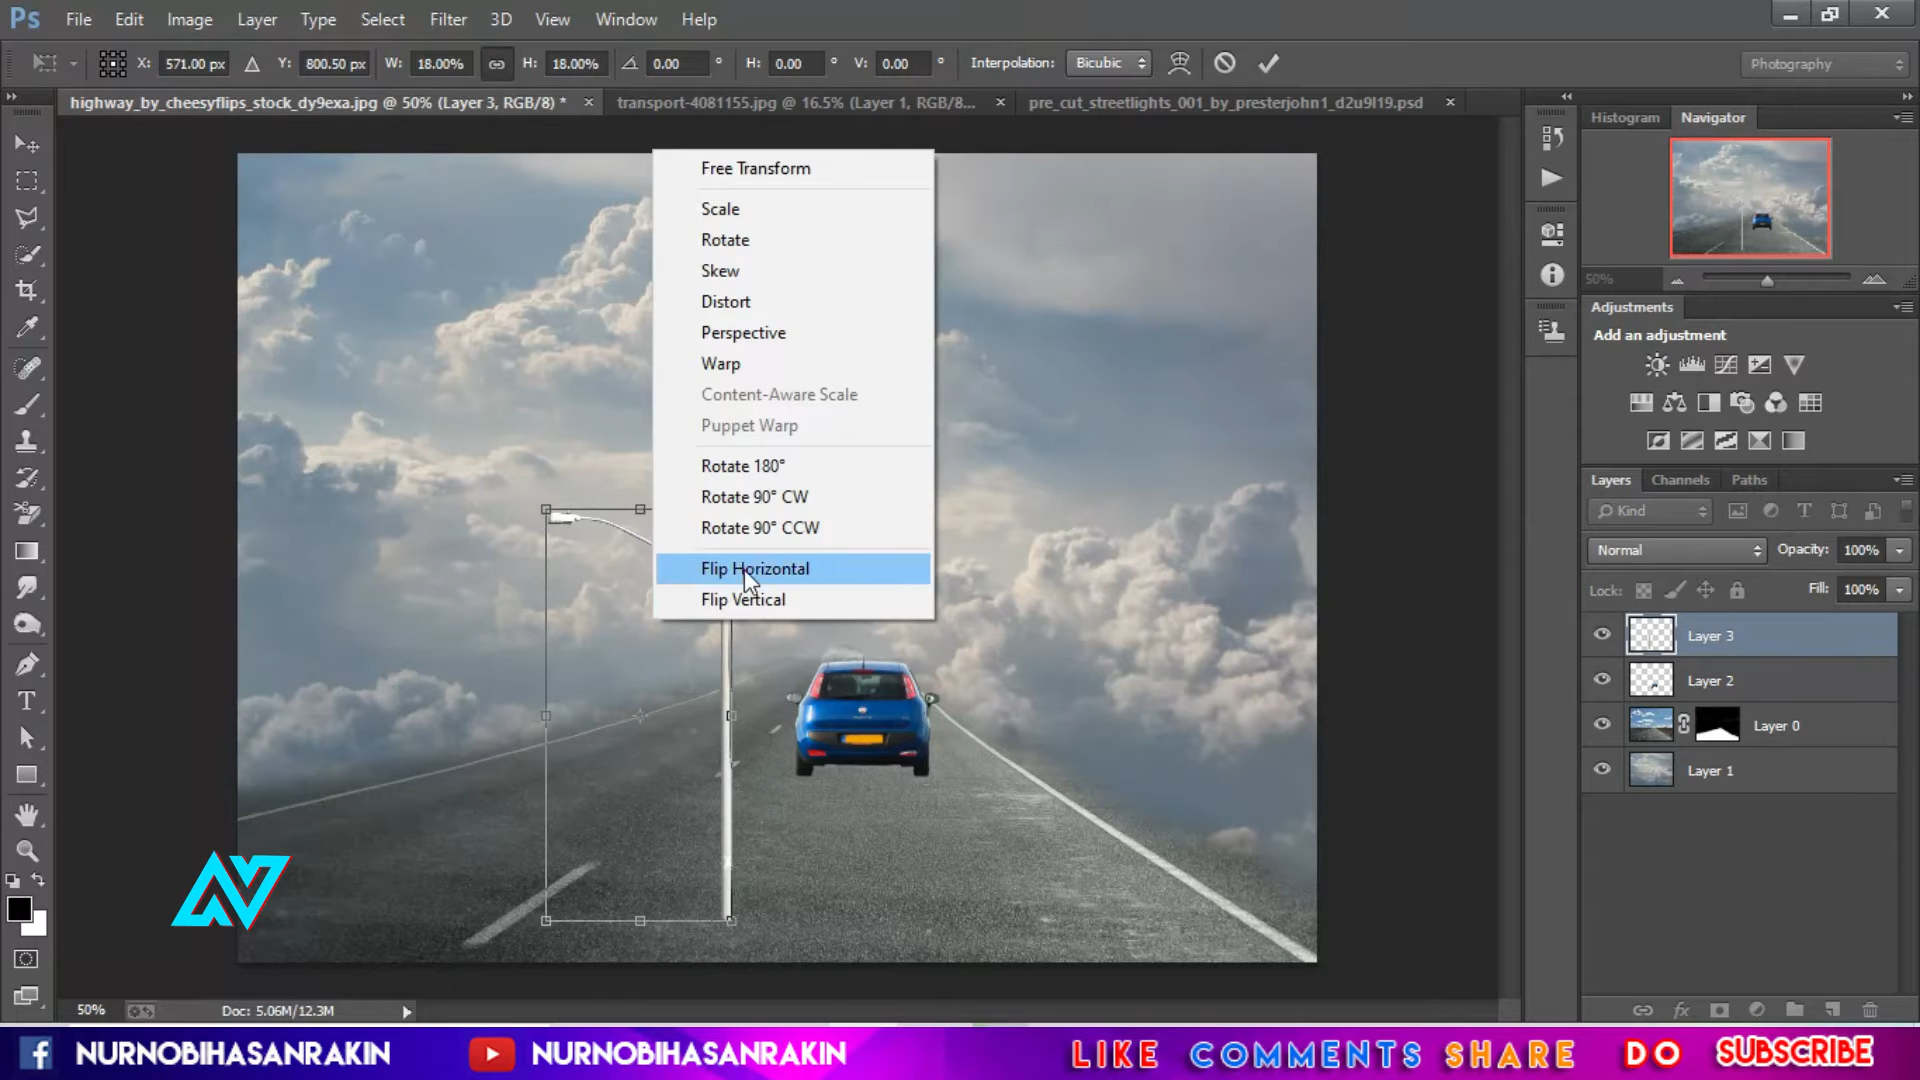 Ps File Edit Image Layer Type Select Filter 3D View Window Help
X: 571.00 px Y: 800.50 px W: 18.00% H: 18.00% 0.00 ° H: 0.00 ° V: 0.00 ° Interpolation: Bicubic Photography
highway_by_cheesyflips_stock_dy9exa.jpg @ 50% (Layer 3, RGB/8) * transport-4081155.jpg @ 16.5% (Layer 1, RGB/8... pre_cut_streetlights_001_by_presterjohn1_d2u9l19.psd
Histogram Navigator
50%
Free Transform
Scale
Rotate
Skew
Distort
Perspective
Warp
Content-Aware Scale
Puppet Warp
Rotate 180°
Rotate 90° CW
Rotate 90° CCW
Flip Horizontal
Flip Vertical
Adjustments
Add an adjustment
Layers Channels Paths
Kind
Normal Opacity: 100%
Lock: Fill: 100%
Layer 3
Layer 2
Layer 0
Layer 1
50% Doc: 5.06M/12.3M
NURNOBIHASANRAKIN NURNOBIHASANRAKIN LIKE COMMENTS SHARE DO SUBSCRIBE